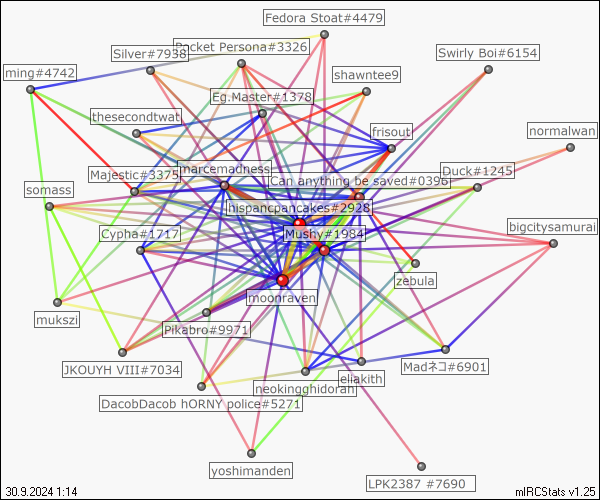 Fedora Stoat#4479
Pocket Persona#3326
Silver#7938
Swirly Boi#6154
ming#4742
shawntee9
Eg.Master#1378
thesecondtwat
frisout
normalwan
marcemadness
Majestic#3375
Can anything be saved#0396
Duck#1245
somass
hispancpancakes#2928
bigcitysamurai
Cypha#1717
Mushy#1984
zebula
moonraven
mukszi
Pikabro#9971
JKOUYH VIII#7034
Madネコ#6901
eliakith
neokingghidorah
DacobDacob hORNY police#5271
yoshimanden
LPK2387 #7690
30.9.2024 1:14
mIRCStats v1.25